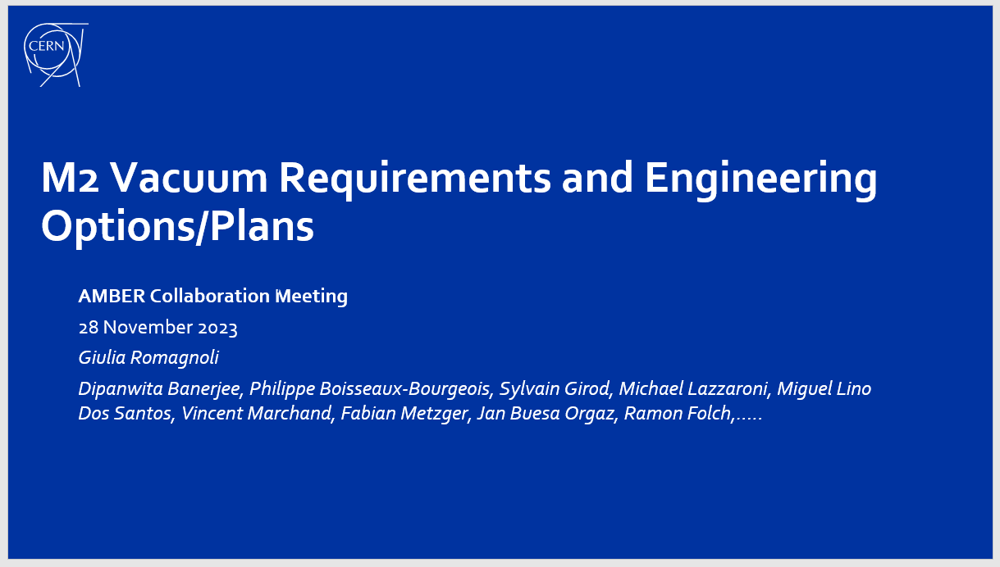 CERN
M2 Vacuum Requirements and Engineering
Options/Plans
AMBER Collaboration Meeting
28 November 2023
Giulia Romagnoli
Dipanwita Banerjee, Philippe Boisseaux-Bourgeois, Sylvain Girod, Michael Lazzaroni, Miguel Lino
Dos Santos, Vincent Marchand, Fabian Metzger, Jan Buesa Orgaz, Ramon Folch,.....